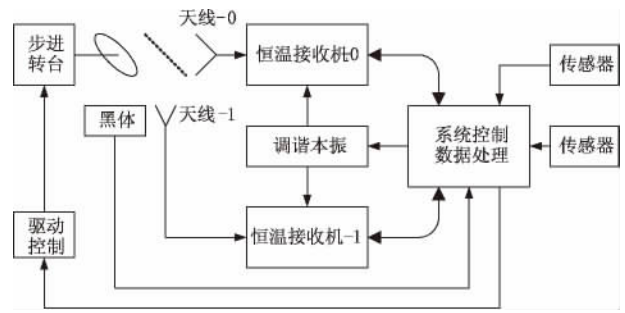 天线-0
步进
转台
恒温接收机-0
传感器
黑体
天线-1
调谐本振
系统控制
数据处理
传感器
驱动
控制
恒温接收机-1